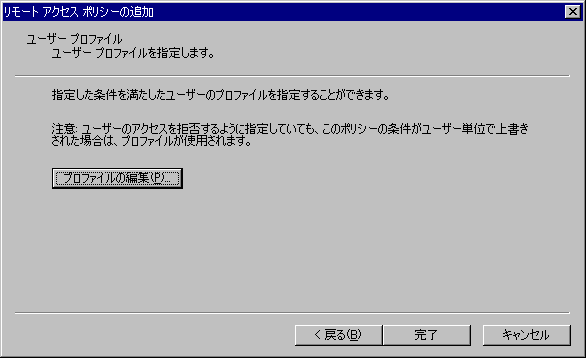 リモート アクセス ポリシーの追加
ユーザー プロファイル
ユーザー プロファイルを指定します。
指定した条件を満たしたユーザーのプロファイルを指定することができます。
注意: ユーザーのアクセスを拒否するように指定していても、このポリシーの条件がユーザー単位で上書き
された場合は、プロファイルが使用されます。
プロファイルの編集(P)...
< 戻る(B)
完了
キャンセル